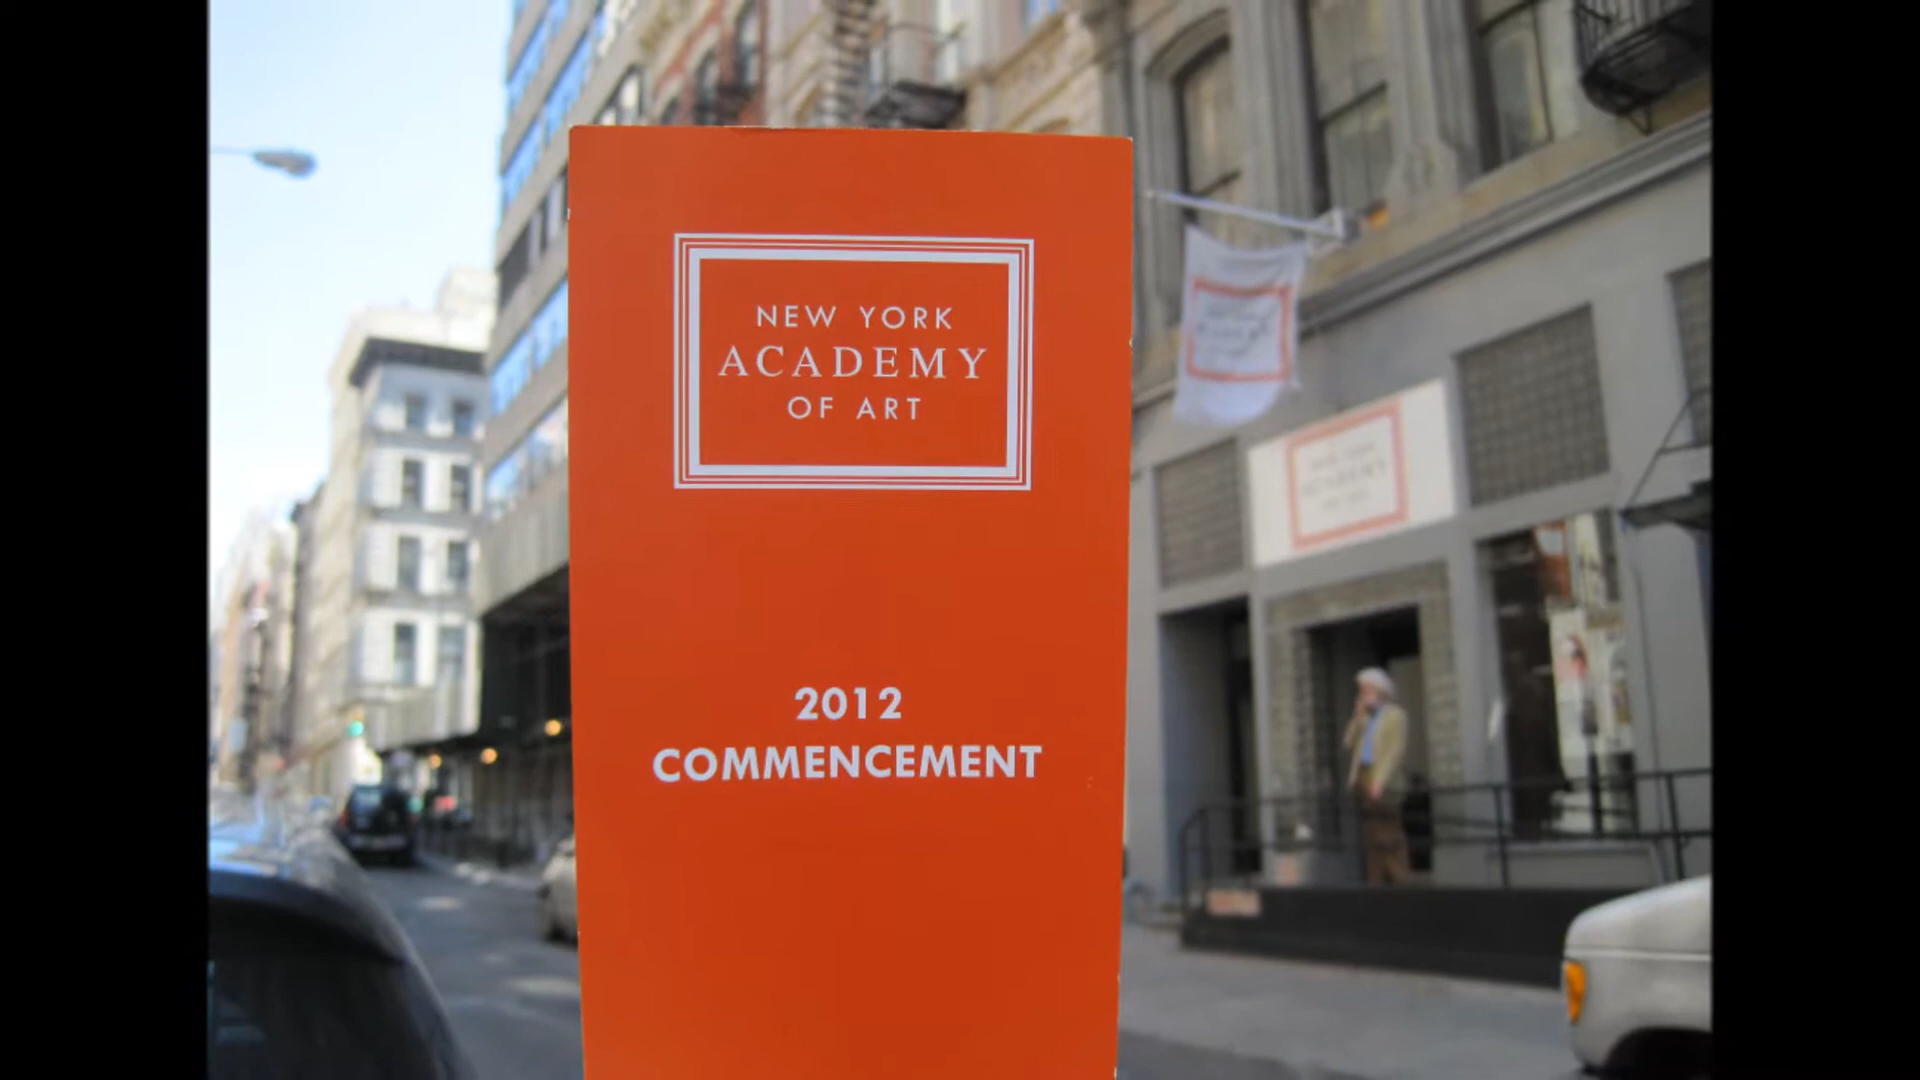 NEW YORK
ACADEMY
OF ART
2012
COMMENCEMENT